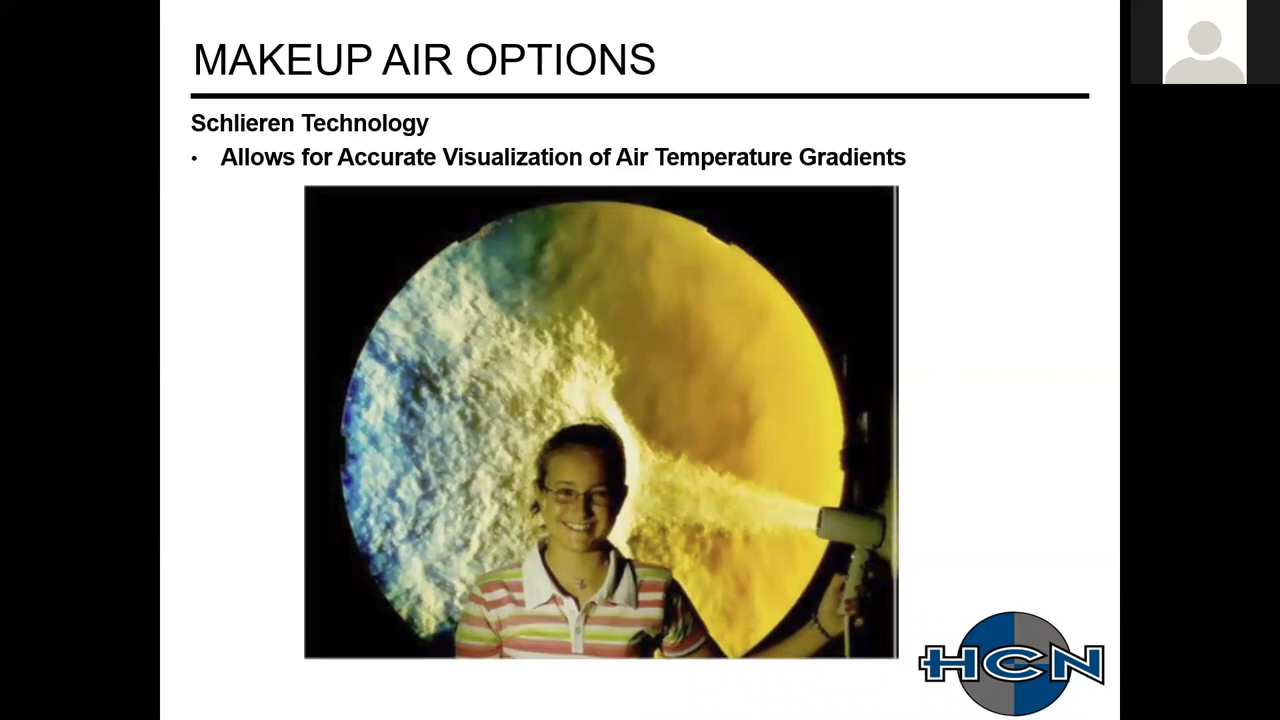 MAKEUP AIR OPTIONS
Schlieren Technology
• Allows for Accurate Visualization of Air Temperature Gradients
HCN